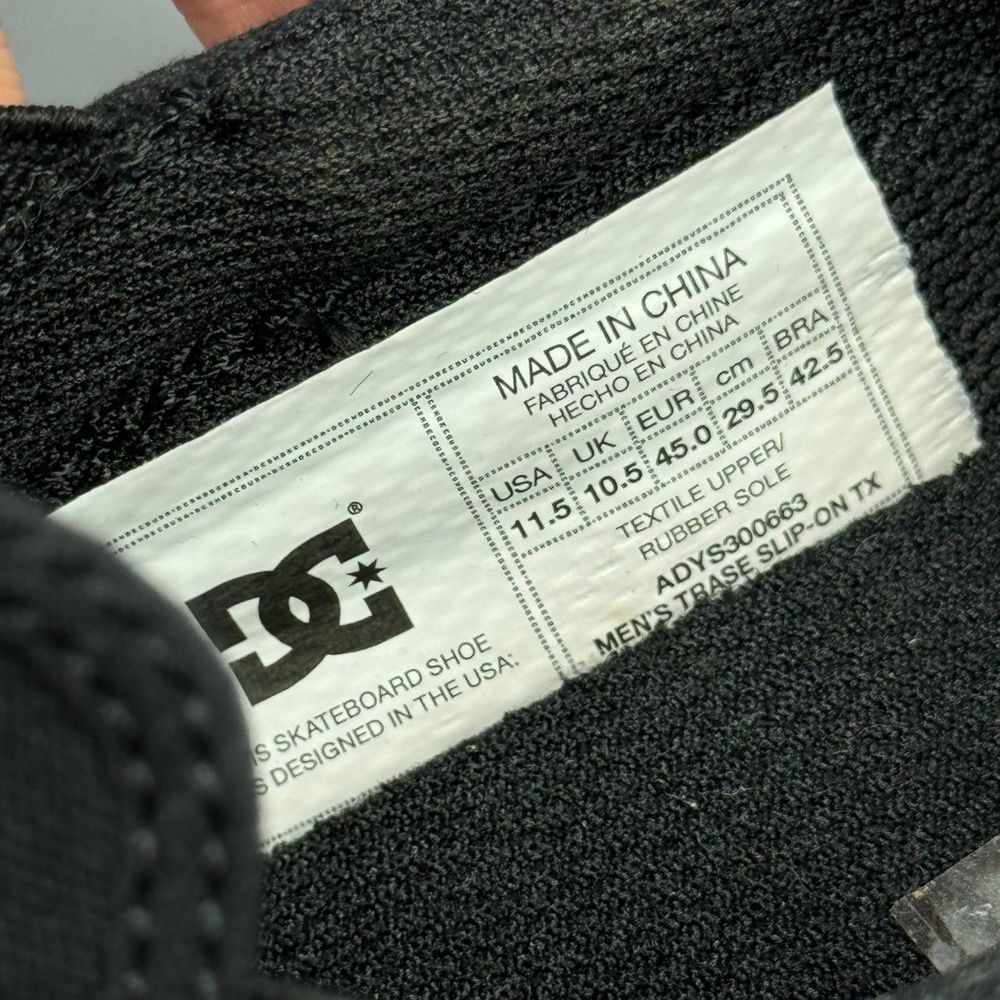 DC®
IS SKATEBOARD SHOE
S DESIGNED IN THE USA.
MADE IN CHINA
FABRIQUÉ EN CHINE
HECHO EN CHINA
USA UK EUR cm BRA
11.5 10.5 45.0 29.5 42.5
TEXTILE UPPER/
RUBBER SOLE
ADYS300663
MEN'S TRASE SLIP-ON TX